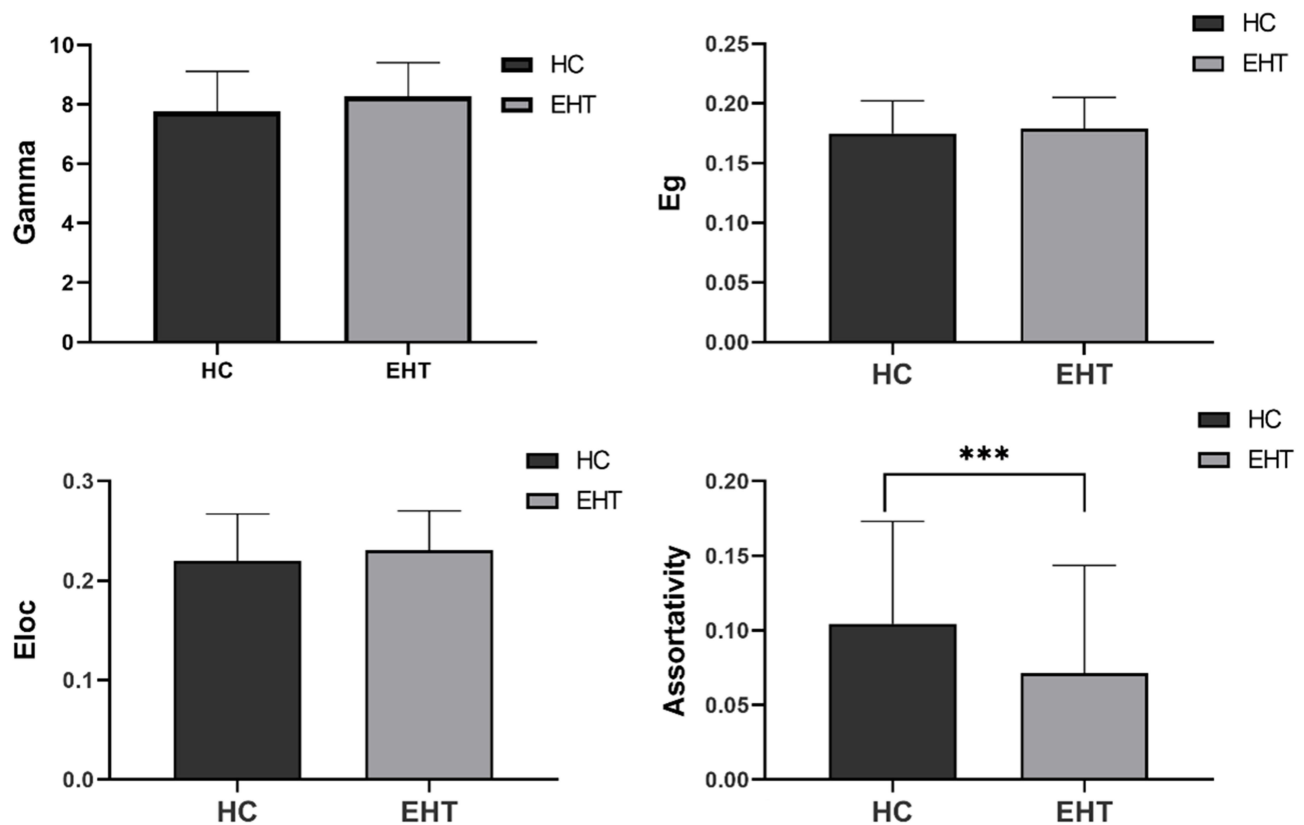 HC
EHT
10
8
6
4
2
0
Gamma
HC
EHT
HC
EHT
0.25
0.20
0.15
0.10
0.05
0.00
Eg
HC
EHT
HC
EHT
0.3
0.2
0.1
0.0
Eloc
HC
EHT
HC
EHT
***
0.20
0.15
0.10
0.05
0.00
Assortativity
HC
EHT